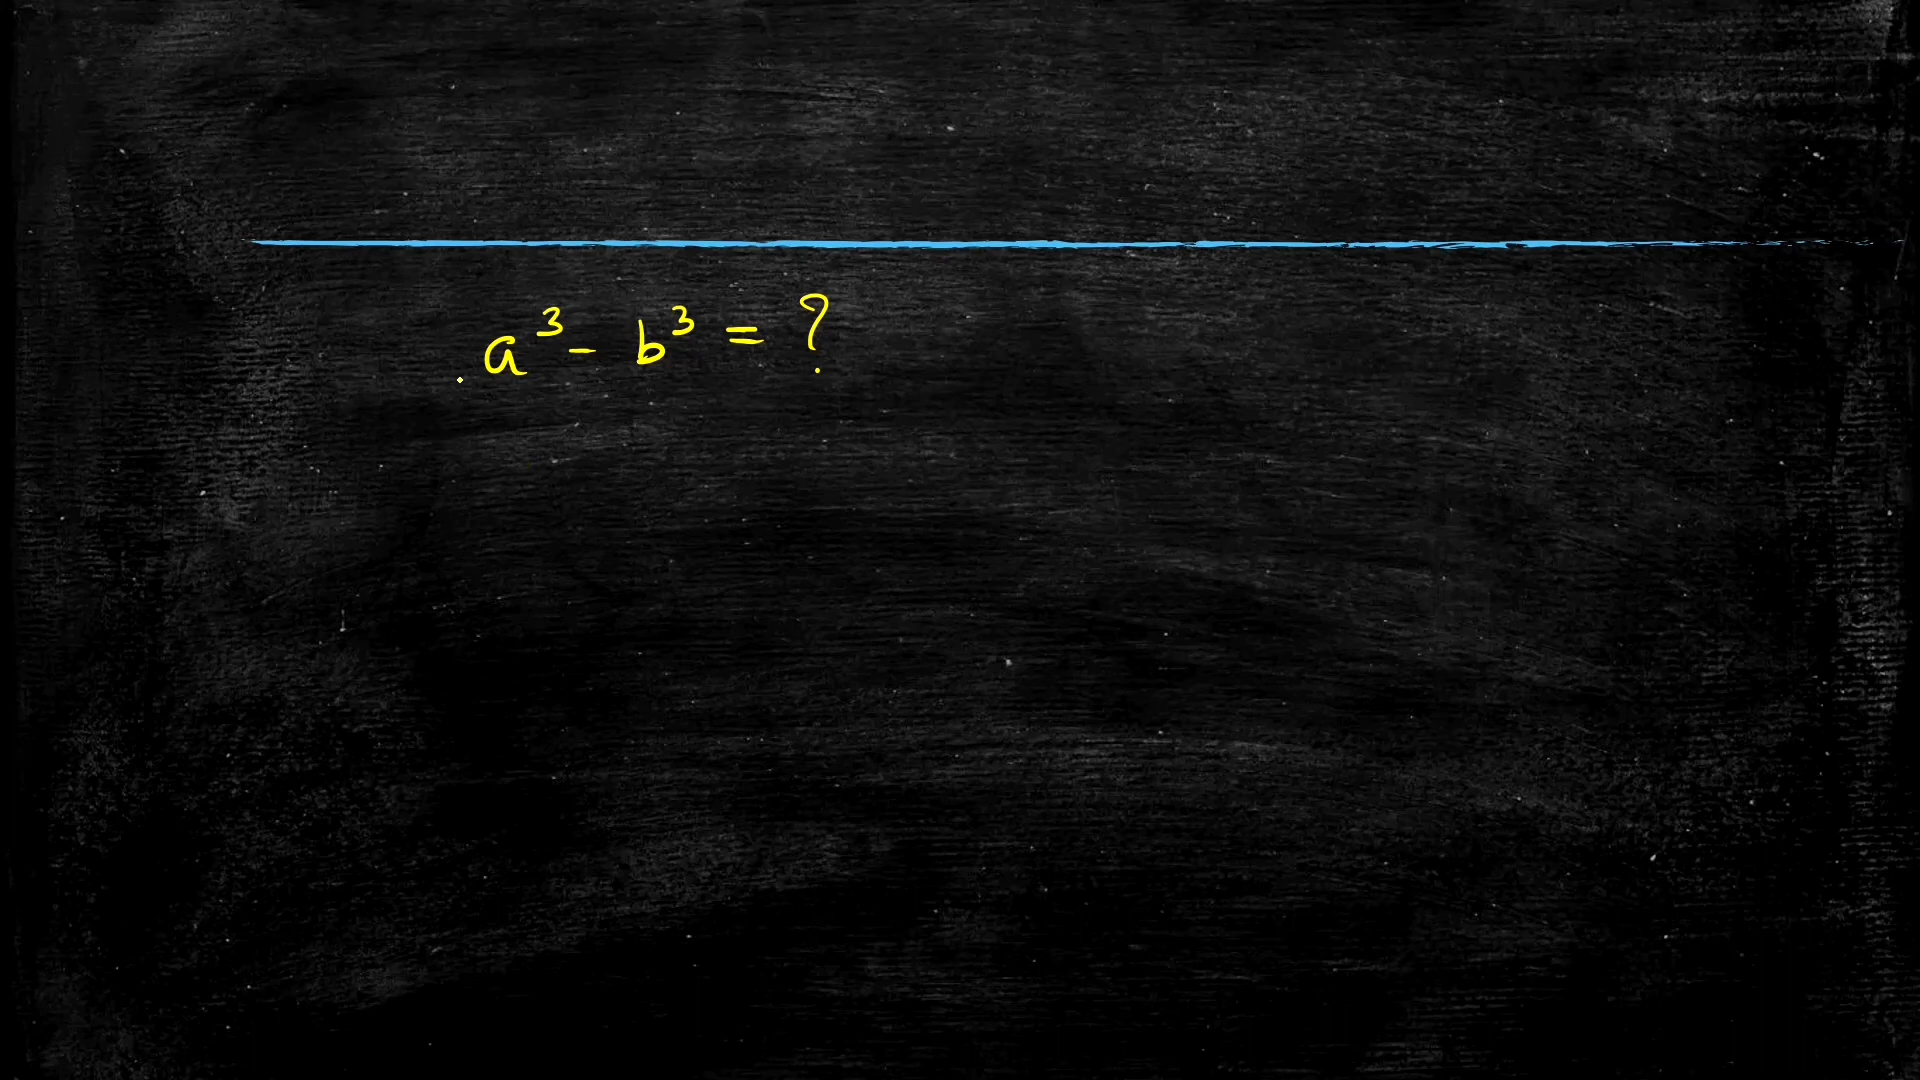 a³ - b³ = ?